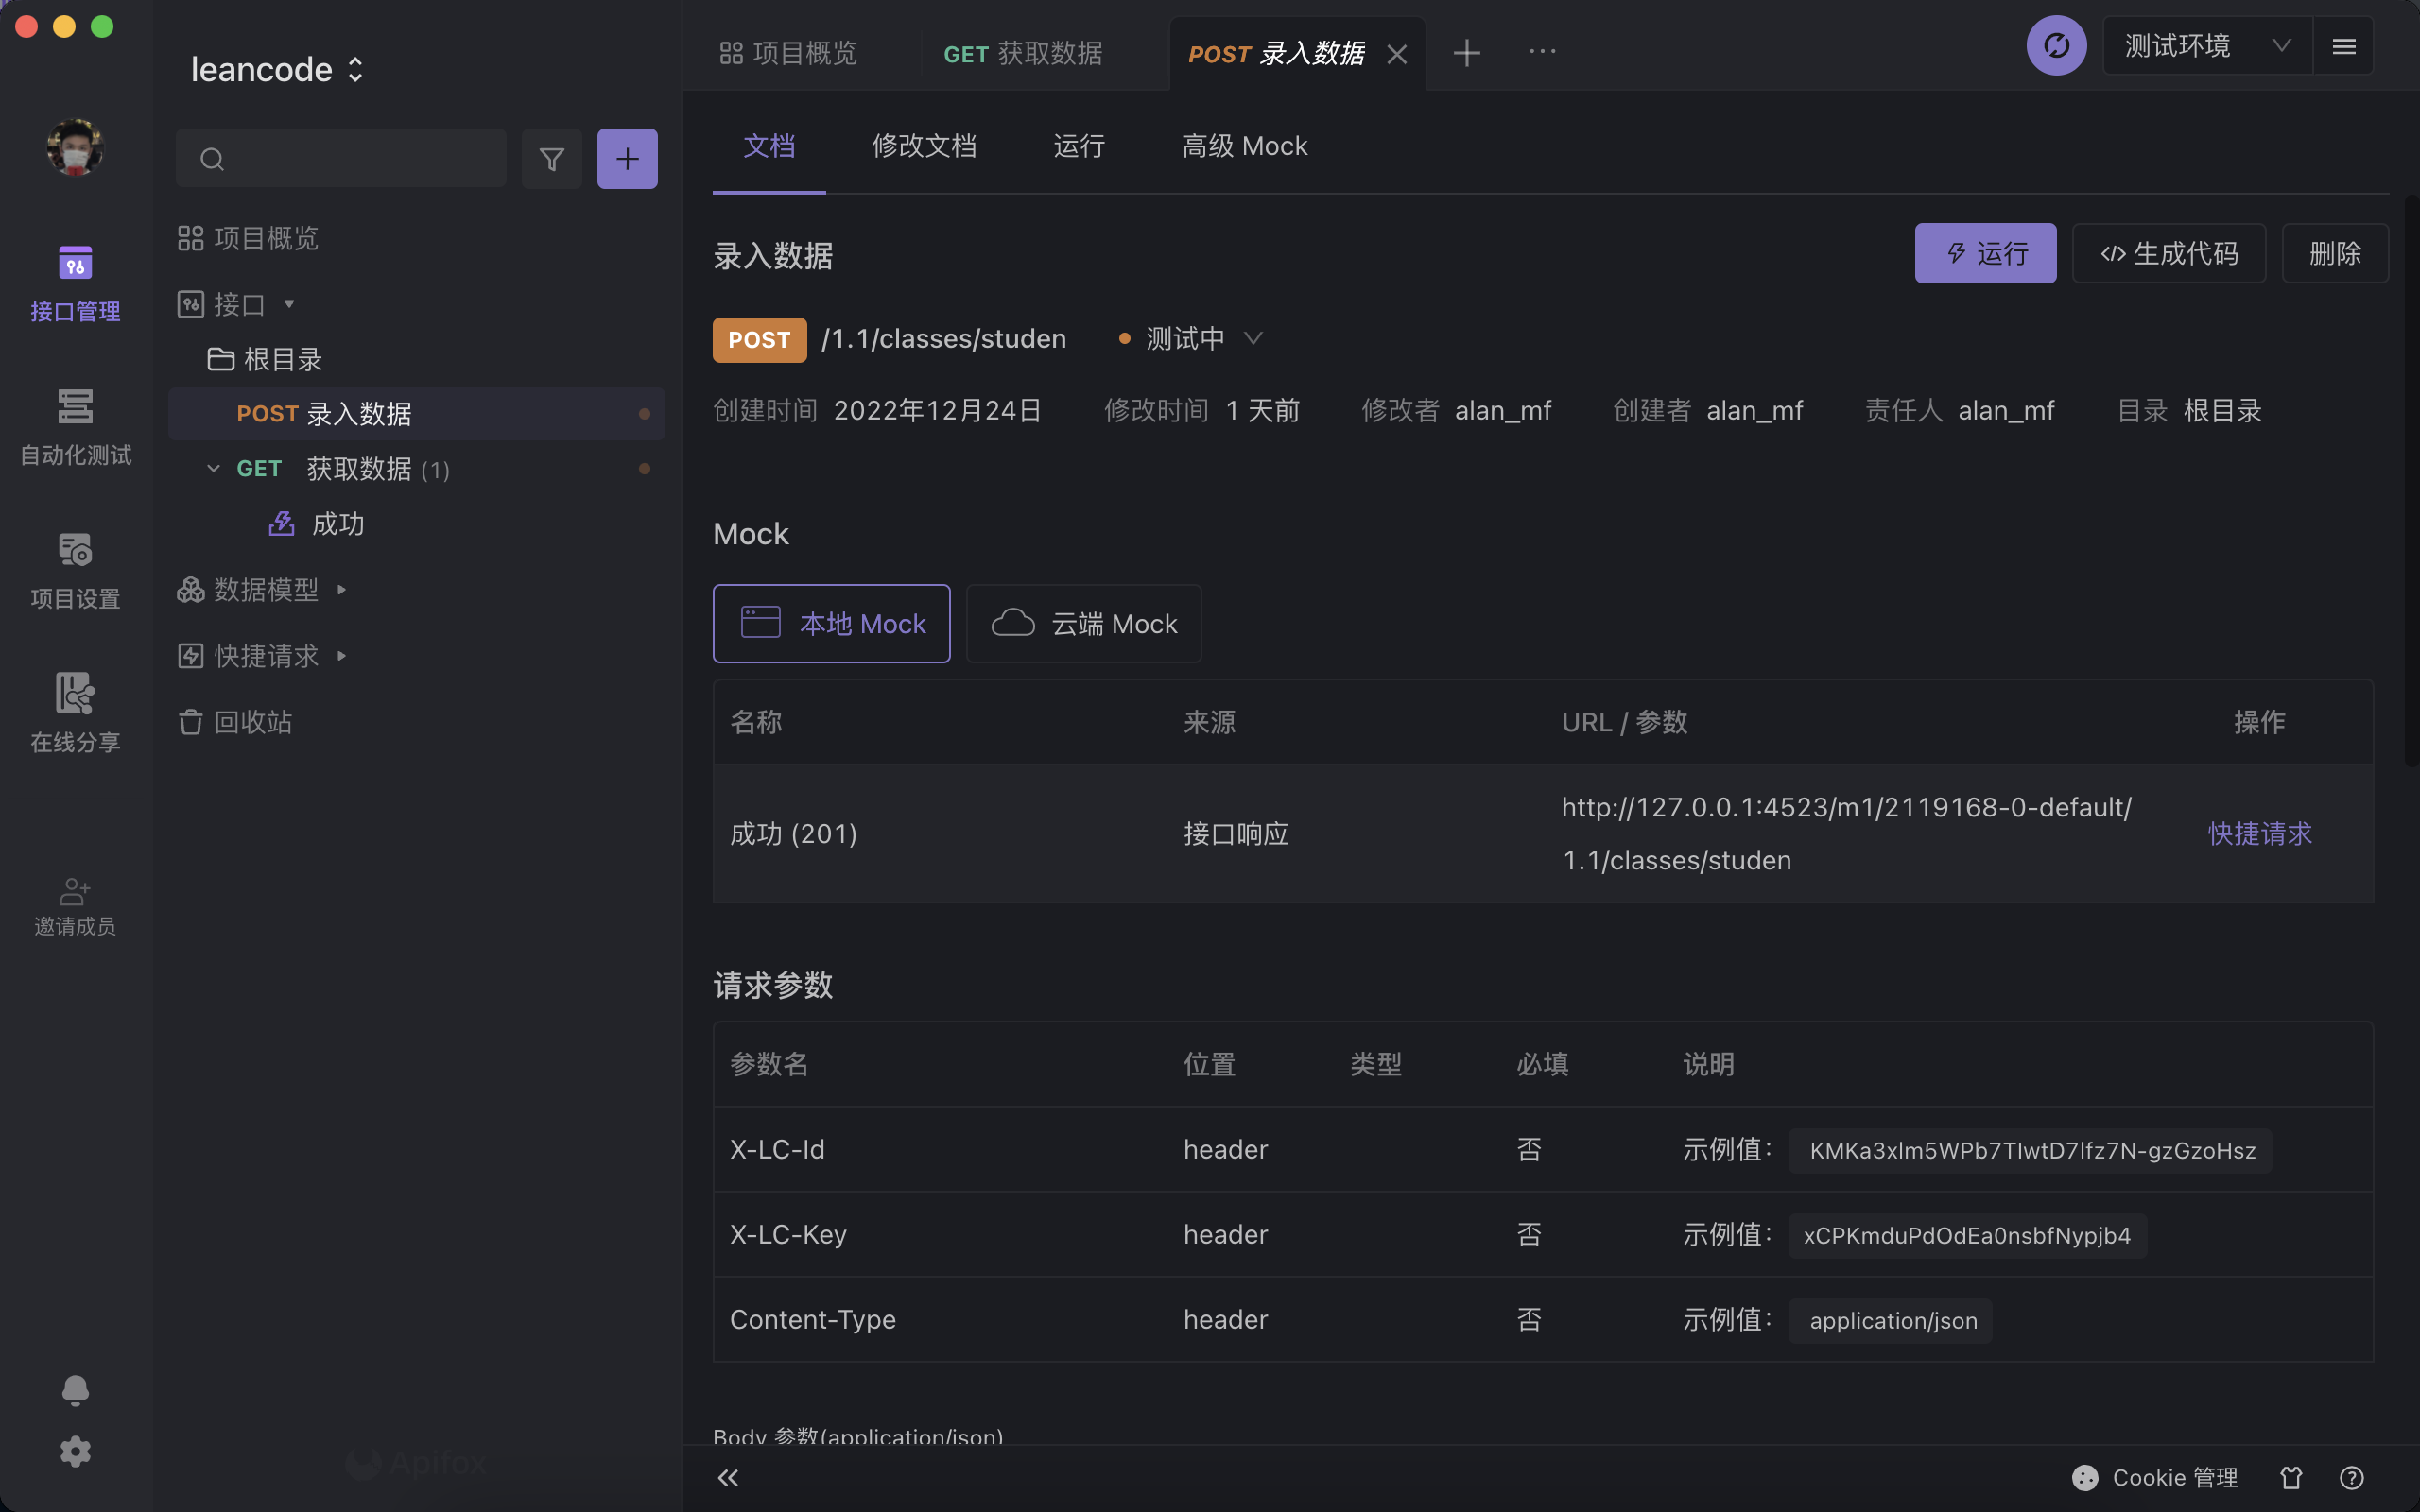 leancode
接口管理
自动化测试
项目设置
在线分享
邀请成员
项目概览
接口
根目录
POST 录入数据
GET 获取数据 (1)
成功
数据模型
快捷请求
回收站
Apifox
项目概览
GET 获取数据
POST 录入数据
测试环境
文档
修改文档
运行
高级 Mock
录入数据
运行
生成代码
删除
POST /1.1/classes/studen
测试中
创建时间 2022年12月24日
修改时间 1 天前
修改者 alan_mf
创建者 alan_mf
责任人 alan_mf
目录 根目录
Mock
本地 Mock
云端 Mock
名称 来源 URL / 参数 操作
成功 (201) 接口响应 http://127.0.0.1:4523/m1/2119168-0-default/
1.1/classes/studen
快捷请求
请求参数
参数名 位置 类型 必填 说明
X-LC-Id header 否 示例值: KMKa3xlm5WPb7TIwtD7lfz7N-gzGzoHsz
X-LC-Key header 否 示例值: xCPKmduPdOdEa0nsbfNypjb4
Content-Type header 否 示例值: application/json
Body 参数(application/json)
Cookie 管理